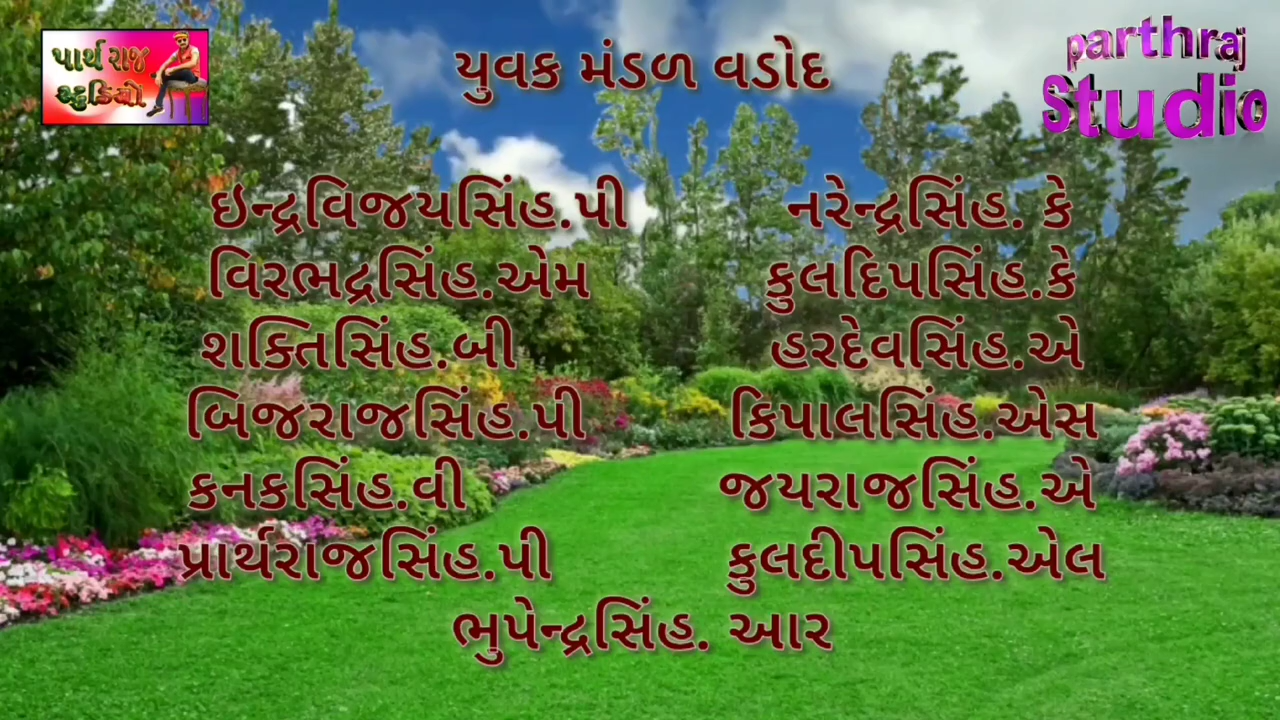 પાર્થ રાજ
સ્ટુડિયો
parthraj
Studio
યુવક મંડળ વડોદ
ઇન્દ્રવિજયસિંહ.પી નરેન્દ્રસિંહ. કે
વિરભદ્રસિંહ.એમ કુલદિપસિંહ.કે
શક્તિસિંહ.બી હરદેવસિંહ.એ
બિજરાજસિંહ.પી કિપાલસિંહ.એસ
કનકસિંહ.વી જયરાજસિંહ.એ
પ્રાર્થરાજસિંહ.પી કુલદીપસિંહ.એલ
ભુપેન્દ્રસિંહ. આર